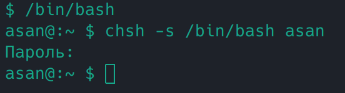 $ /bin/bash
asan@:~ $ chsh -s /bin/bash asan
Пароль:
asan@:~ $